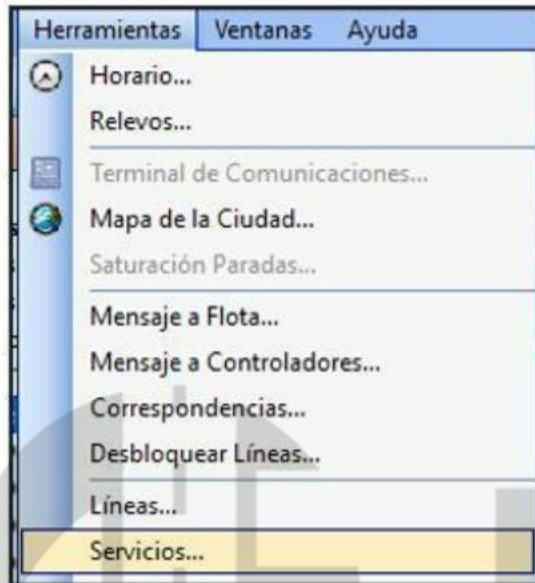 Herramientas Ventanas Ayuda
Horario...
Relevos...
Terminal de Comunicaciones...
Mapa de la Ciudad...
Saturación Paradas...
Mensaje a Flota...
Mensaje a Controladores...
Correspondencias...
Desbloquear Líneas...
Líneas...
Servicios...